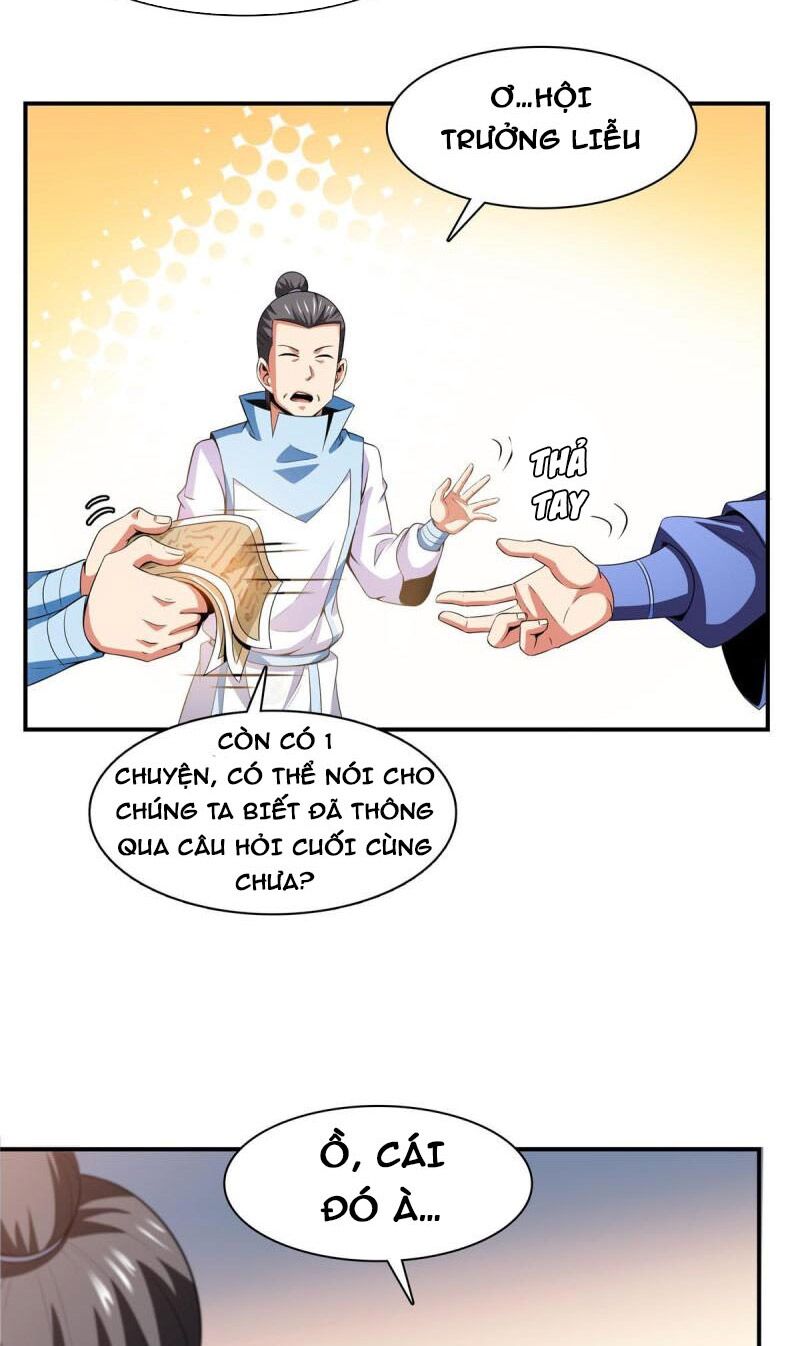 Ơ...HỘI
TRƯỞNG LIỄU
THẢ
TAY
CÒN CÓ 1
CHUYỆN, CÓ THỂ NÓI CHO
CHÚNG TA BIẾT ĐÃ THÔNG
QUA CÂU HỎI CUỐI CÙNG
CHƯA?
Ồ, CÁI
ĐÓ À...